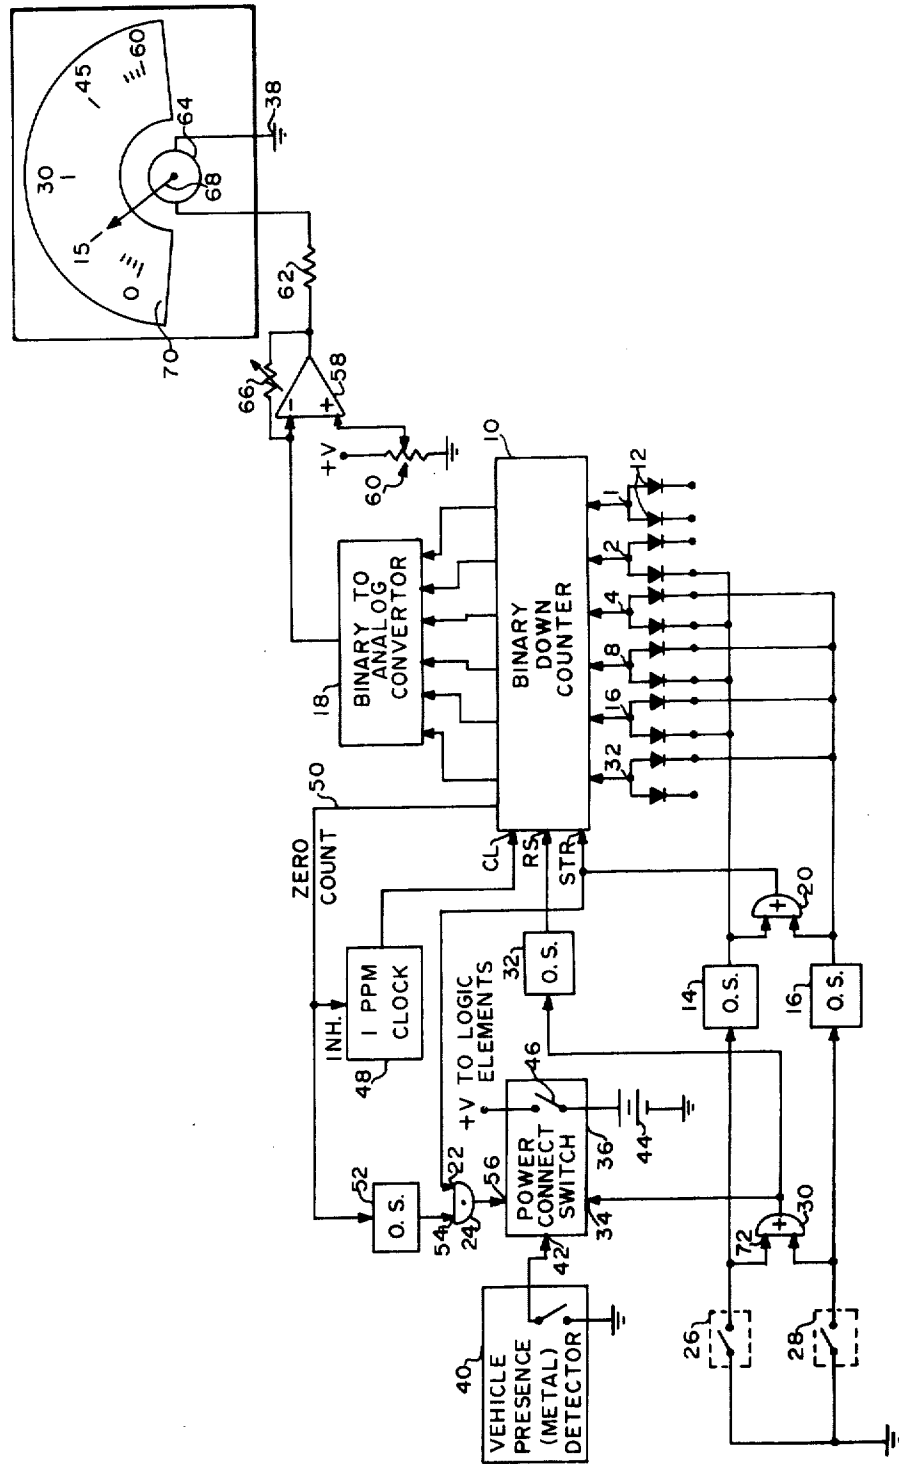 0
15
30
45
60
70
68
64
38
62
66
58
−
+
+V
60
18
BINARY TO
ANALOG
CONVERTOR
10
BINARY
DOWN
COUNTER
50
ZERO
COUNT
CL
RS
STR
32
16
8
4
2
1
12
INH.
1 PPM
CLOCK
48
52
O. S.
54
22
24
56
+V TO LOGIC
ELEMENTS
32
O. S.
46
POWER
CONNECT
SWITCH
36
44
42
34
40
VEHICLE
PRESENCE
(METAL)
DETECTOR
26
28
72
+
30
14
O. S.
16
O. S.
+
20